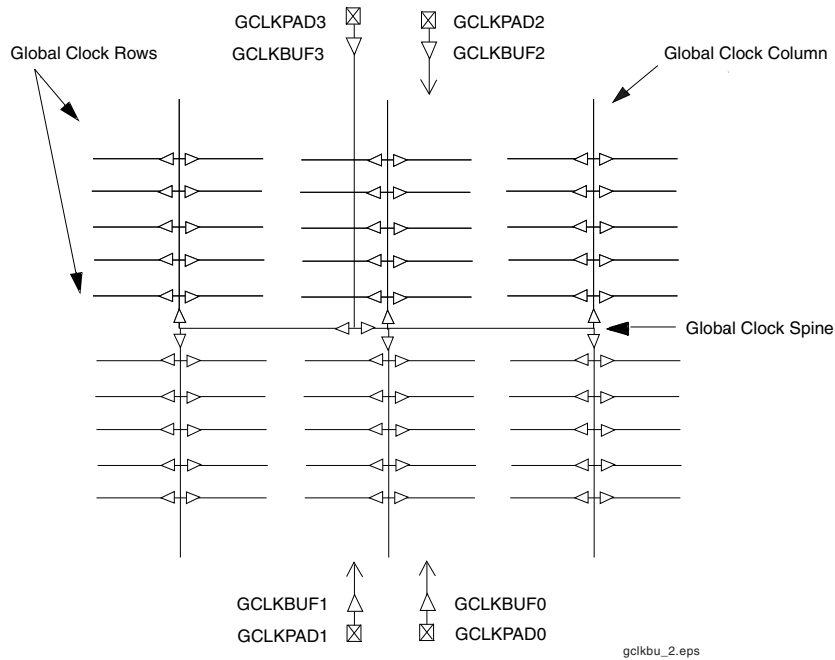 GCLKPAD3
GCLKPAD2
GCLKBUF3
GCLKBUF2
Global Clock Rows
Global Clock Column
Global Clock Spine
GCLKBUF1
GCLKBUF0
GCLKPAD1
GCLKPAD0
gclkbu_2.eps